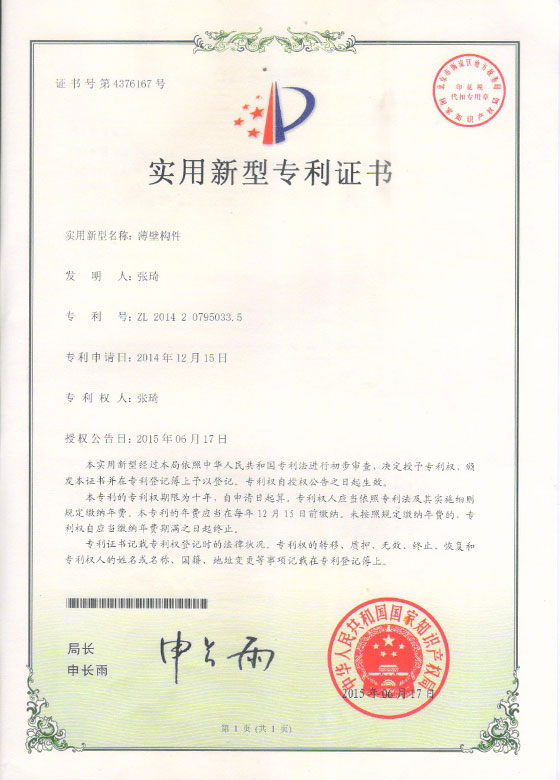 证书号第4376167号
印花税
代扣专用章
实用新型专利证书
实用新型名称：薄壁构件
发明人：张琦
专利号：ZL 2014 2 0795033.5
专利申请日：2014年12月15日
专利权人：张琦
授权公告日：2015年06月17日
本实用新型经过本局依照中华人民共和国专利法进行初步审查，决定授予专利权，颁
发本证书并在专利登记簿上予以登记。专利权自授权公告之日起生效。
本专利的专利权期限为十年，自申请日起算。专利权人应当依照专利法及其实施细则
规定缴纳年费。本专利的年费应当在每年12月15日前缴纳。未按照规定缴纳年费的，专
利权自应当缴纳年费期满之日起终止。
专利证书记载专利权登记时的法律状况。专利权的转移、质押、无效、终止、恢复和
专利权人的姓名或名称、国籍、地址变更等事项记载在专利登记簿上。
局长
申长雨
申长雨
中华人民共和国国家知识产权局
2015年06月17日
第1页（共1页）